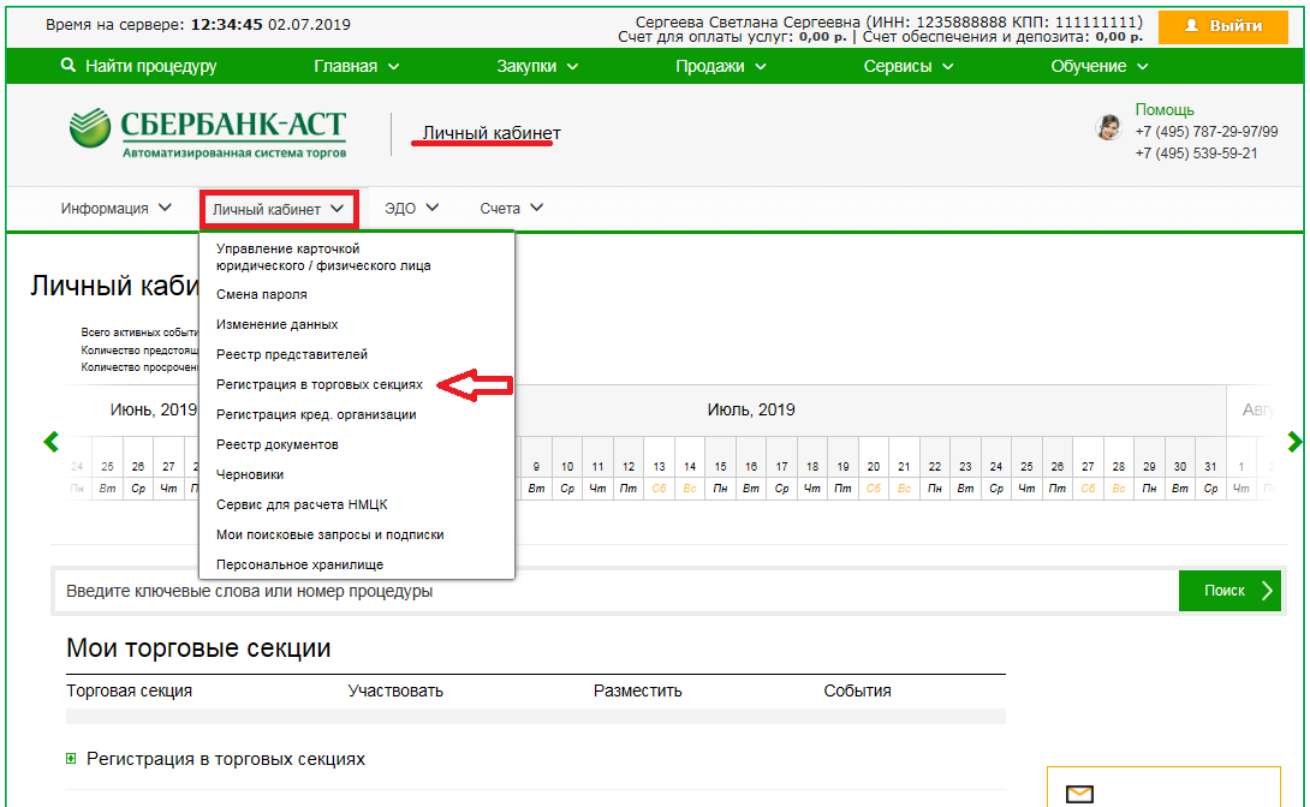 Время на сервере: 12:34:45 02.07.2019
Сергеева Светлана Сергеевна (ИНН: 1235888888 КПП: 111111111)
Счет для оплаты услуг: 0,00 р. | Счет обеспечения и депозита: 0,00 р.
Выйти
Найти процедуру Главная Закупки Продажи Сервисы Обучение
СБЕРБАНК-АСТ
Автоматизированная система торгов
Личный кабинет
Помощь
+7 (495) 787-29-97/99
+7 (495) 539-59-21
Информация Личный кабинет ЭДО Счета
Управление карточкой
юридического / физического лица
Смена пароля
Изменение данных
Реестр представителей
Регистрация в торговых секциях
Регистрация кред. организации
Реестр документов
Черновики
Сервис для расчета НМЦК
Мои поисковые запросы и подписки
Персональное хранилище
Личный каби
Всего активных событи
Количество предстоящ
Количество просрочен
Июнь, 2019 Июль, 2019 Авгу
24 25 26 27 2 9 10 11 12 13 14 15 16 17 18 19 20 21 22 23 24 25 26 27 28 29 30 31 1 2
Пн Вт Ср Чт П Вт Ср Чт Пт Сб Вс Пн Вт Ср Чт Пт Сб Вс Пн Вт Ср Чт Пт Сб Вс Пн Вт Ср Чт
Введите ключевые слова или номер процедуры
Поиск
Мои торговые секции
Торговая секция Участвовать Разместить События
Регистрация в торговых секциях